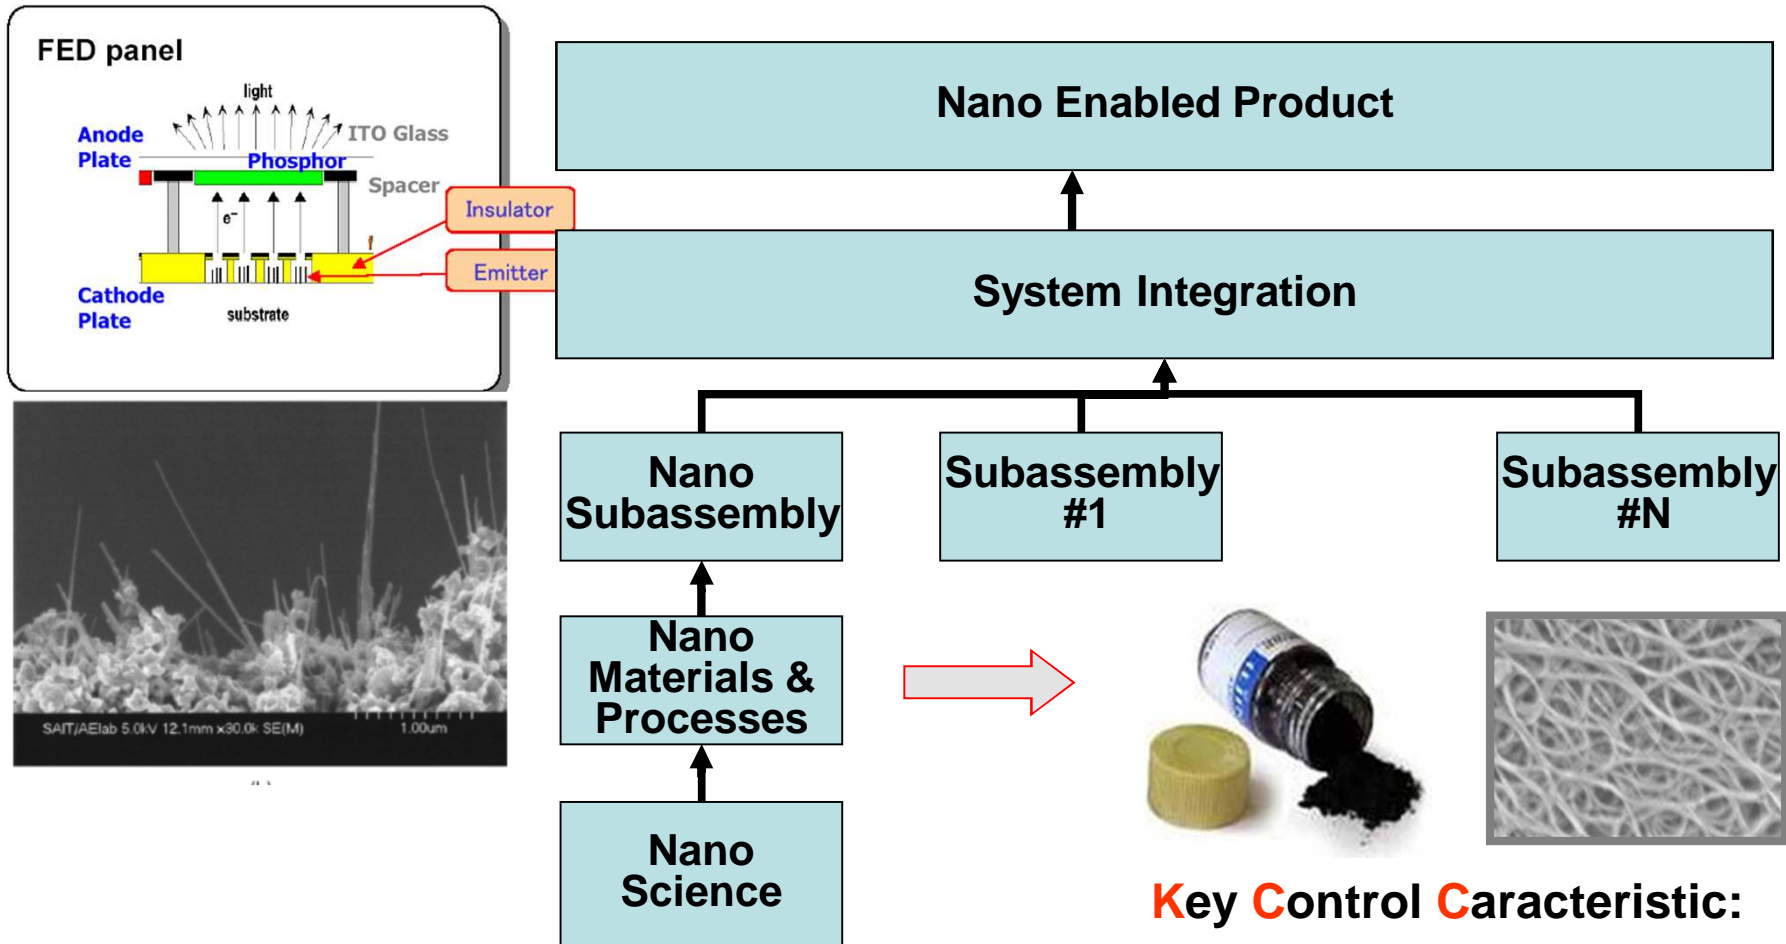 FED panel
light
Anode
Plate
ITO Glass
Phosphor
Spacer
e⁻
Insulator
Emitter
Cathode
Plate
substrate
SAIT/AElab 5.0kV 12.1mm x30.0k SE(M)
1.00um
Nano Enabled Product
System Integration
Nano
Subassembly
Subassembly
#1
Subassembly
#N
Nano
Materials &
Processes
Nano
Science
Key Control Caracteristic: